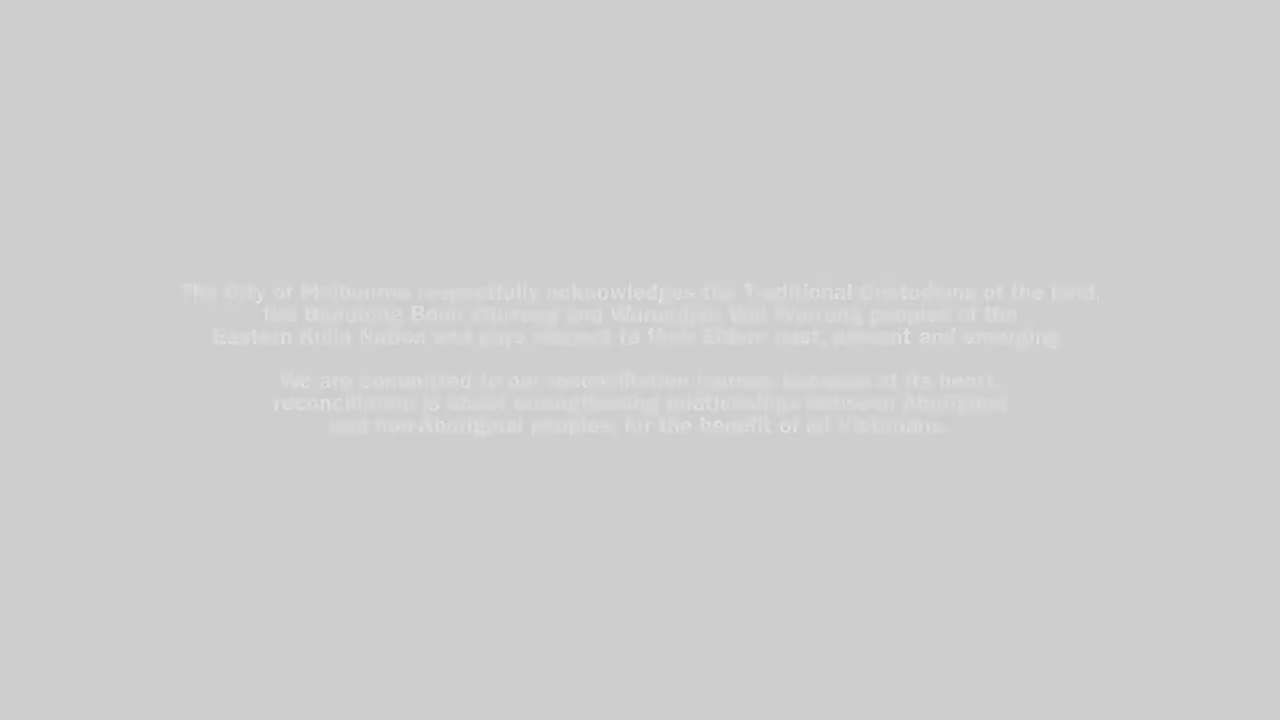 The City of Melbourne respectfully acknowledges the Traditional Custodians of the land,
the Bunurong Boon Wurrung and Wurundjeri Woi Wurrung peoples of the
Eastern Kulin Nation and pays respect to their Elders past, present and emerging
We are committed to our reconciliation journey because at its heart,
reconciliation is about strengthening relationships between Aboriginal
and non-Aboriginal peoples, for the benefit of all Victorians.